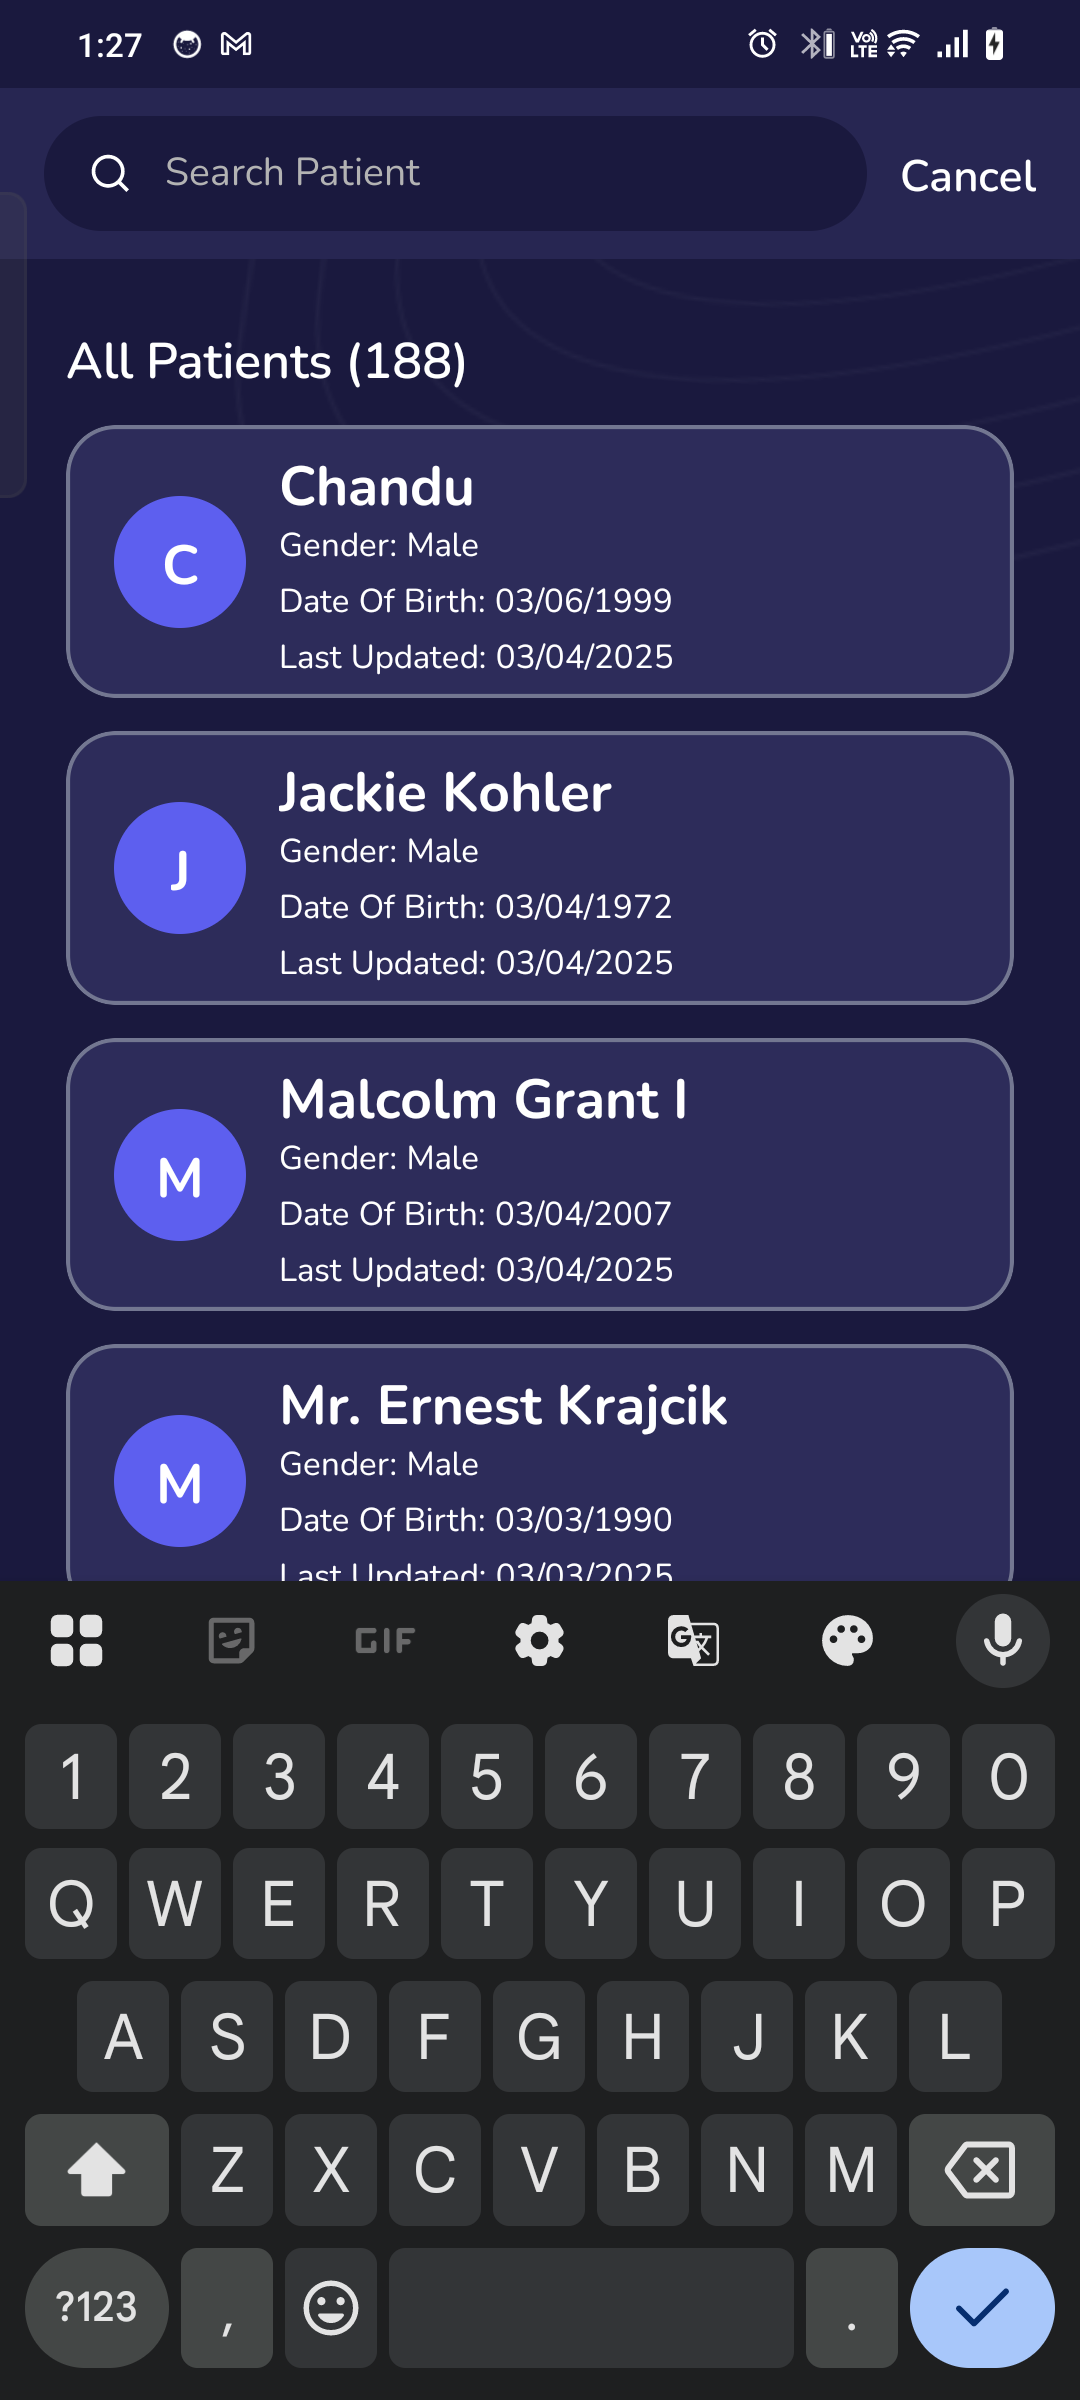 1:27
Vo) LTE
Search Patient
Cancel
All Patients (188)
C
Chandu
Gender: Male
Date Of Birth: 03/06/1999
Last Updated: 03/04/2025
J
Jackie Kohler
Gender: Male
Date Of Birth: 03/04/1972
Last Updated: 03/04/2025
M
Malcolm Grant I
Gender: Male
Date Of Birth: 03/04/2007
Last Updated: 03/04/2025
M
Mr. Ernest Krajcik
Gender: Male
Date Of Birth: 03/03/1990
Last Updated: 03/03/2025
GIF
G 文
1 2 3 4 5 6 7 8 9 0
Q W E R T Y U I O P
A S D F G H J K L
Z X C V B N M
?123 , .